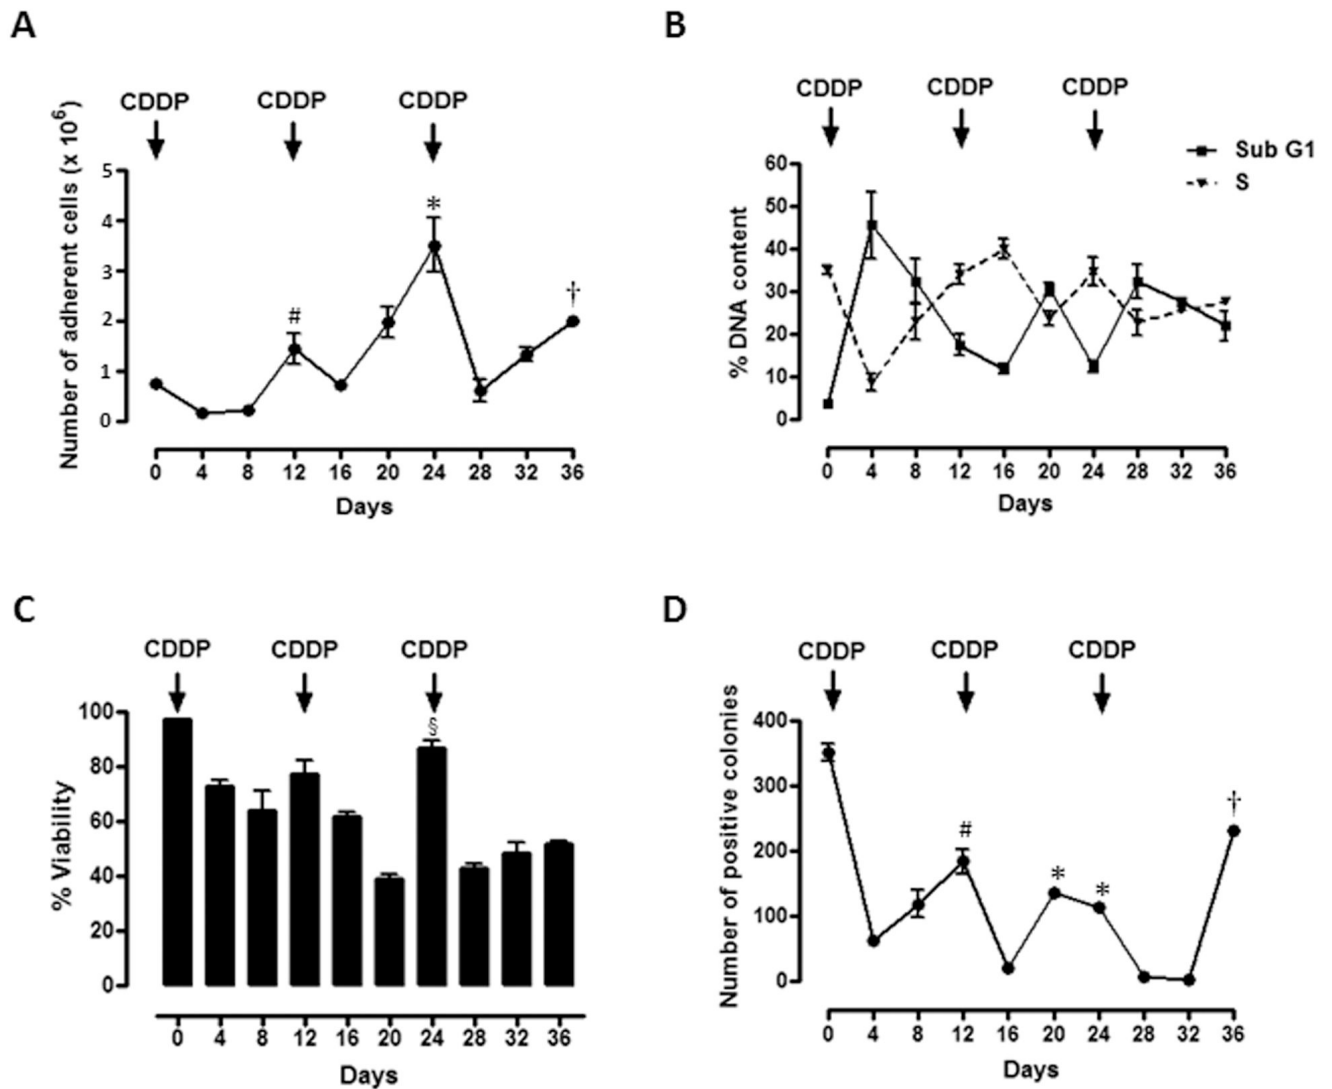 A
CDDP CDDP CDDP
Number of adherent cells (x 10⁶)
5
4
3
2
1
0
# * †
0 4 8 12 16 20 24 28 32 36
Days
B
CDDP CDDP CDDP
Sub G1
S
% DNA content
60
50
40
30
20
10
0
0 4 8 12 16 20 24 28 32 36
Days
C
CDDP CDDP CDDP
% Viability
100
80
60
40
20
0
§
0 4 8 12 16 20 24 28 32 36
Days
D
CDDP CDDP CDDP
Number of positive colonies
400
300
200
100
0
# * * †
0 4 8 12 16 20 24 28 32 36
Days